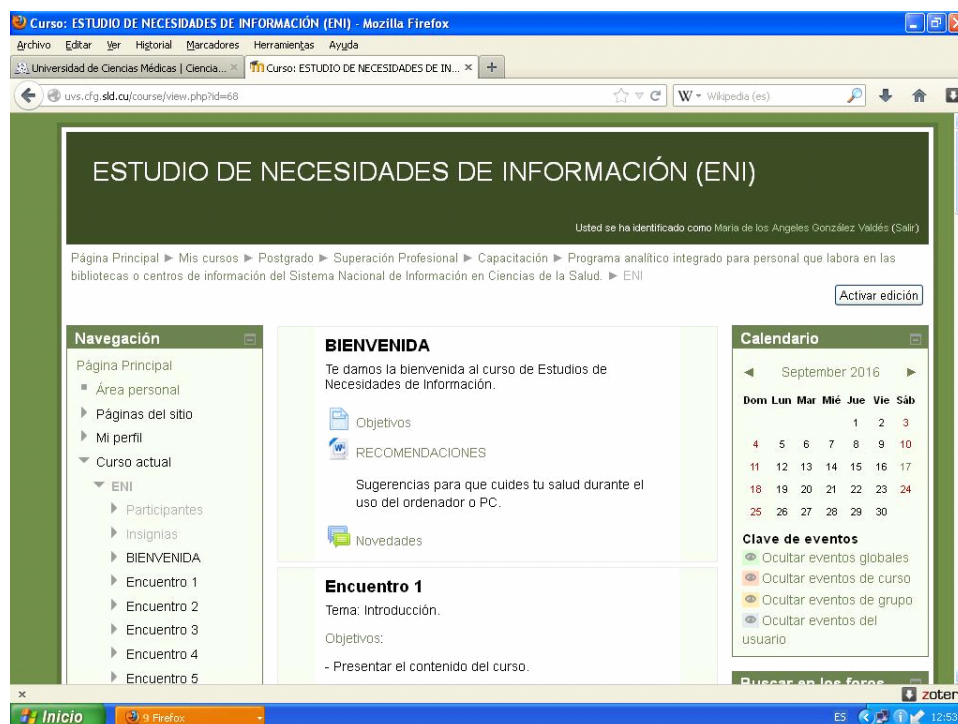 Curso: ESTUDIO DE NECESIDADES DE INFORMACIÓN (ENI) - Mozilla Firefox
Archivo Editar Ver Historial Marcadores Herramientas Ayuda
Universidad de Ciencias Médicas | Ciencia... × Curso: ESTUDIO DE NECESIDADES DE IN... × +
uvs.cfg.sld.cu/course/view.php?id=68 W Wikipedia (es)
ESTUDIO DE NECESIDADES DE INFORMACIÓN (ENI)
Usted se ha identificado como Maria de los Angeles González Valdés (Salir)
Página Principal ► Mis cursos ► Postgrado ► Superación Profesional ► Capacitación ► Programa analítico integrado para personal que labora en las
bibliotecas o centros de información del Sistema Nacional de Información en Ciencias de la Salud. ► ENI
Activar edición
Navegación
Página Principal
Área personal
Páginas del sitio
Mi perfil
Curso actual
ENI
Participantes
Insignias
BIENVENIDA
Encuentro 1
Encuentro 2
Encuentro 3
Encuentro 4
Encuentro 5
BIENVENIDA
Te damos la bienvenida al curso de Estudios de
Necesidades de Información.
Objetivos
RECOMENDACIONES
Sugerencias para que cuides tu salud durante el
uso del ordenador o PC.
Novedades
Encuentro 1
Tema: Introducción.
Objetivos:
- Presentar el contenido del curso.
Calendario
◄ September 2016 ►
Dom Lun Mar Mié Jue Vie Sáb
1 2 3
4 5 6 7 8 9 10
11 12 13 14 15 16 17
18 19 20 21 22 23 24
25 26 27 28 29 30
Clave de eventos
Ocultar eventos globales
Ocultar eventos de curso
Ocultar eventos de grupo
Ocultar eventos del
usuario
Buscar en los foros
× zoter
Inicio 9 Firefox ES 12:53